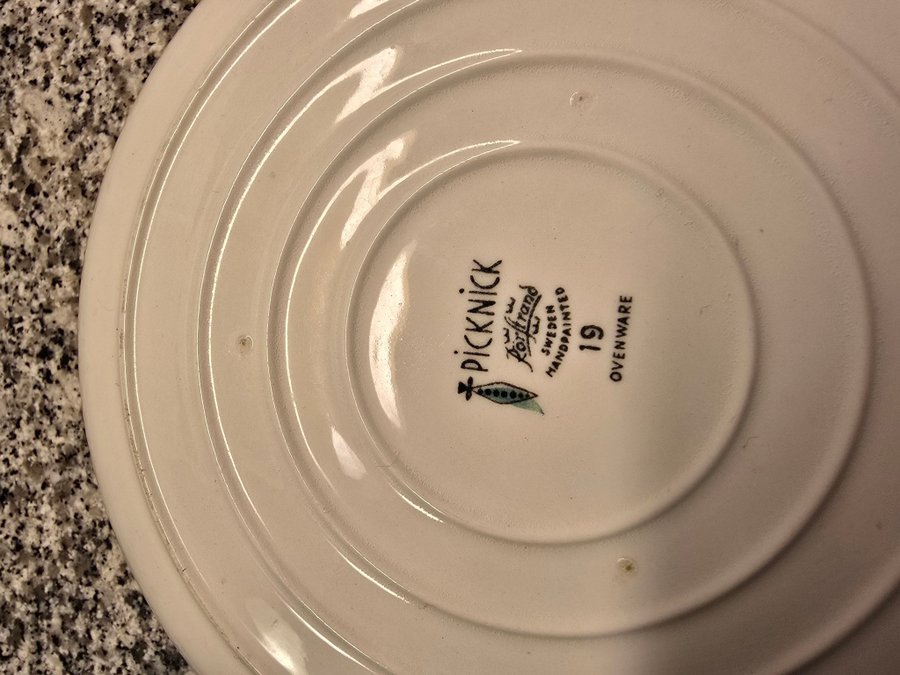 PICKNICK
Rörstrand
SWEDEN
HANDPAINTED
19
OVENWARE